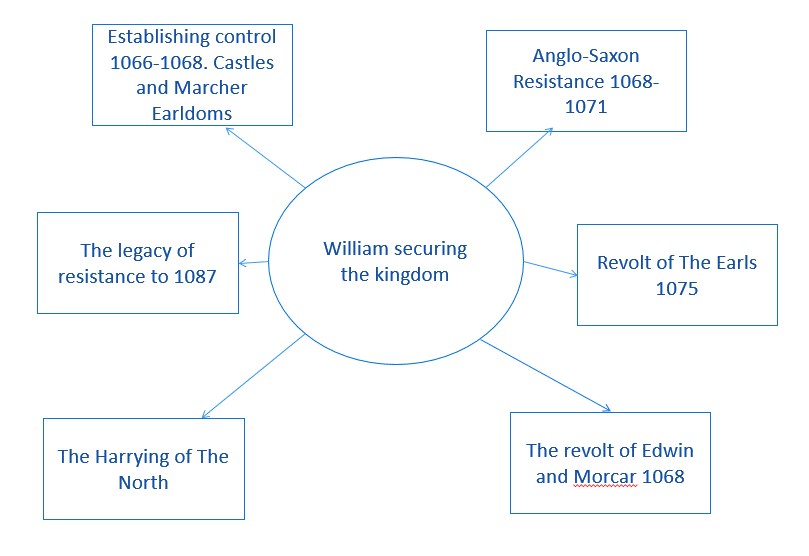 Establishing control
1066-1068. Castles
and Marcher
Earldoms
Anglo-Saxon
Resistance 1068-
1071
William securing
the kingdom
The legacy of
resistance to 1087
Revolt of The Earls
1075
The Harrying of The
North
The revolt of Edwin
and Morcar 1068